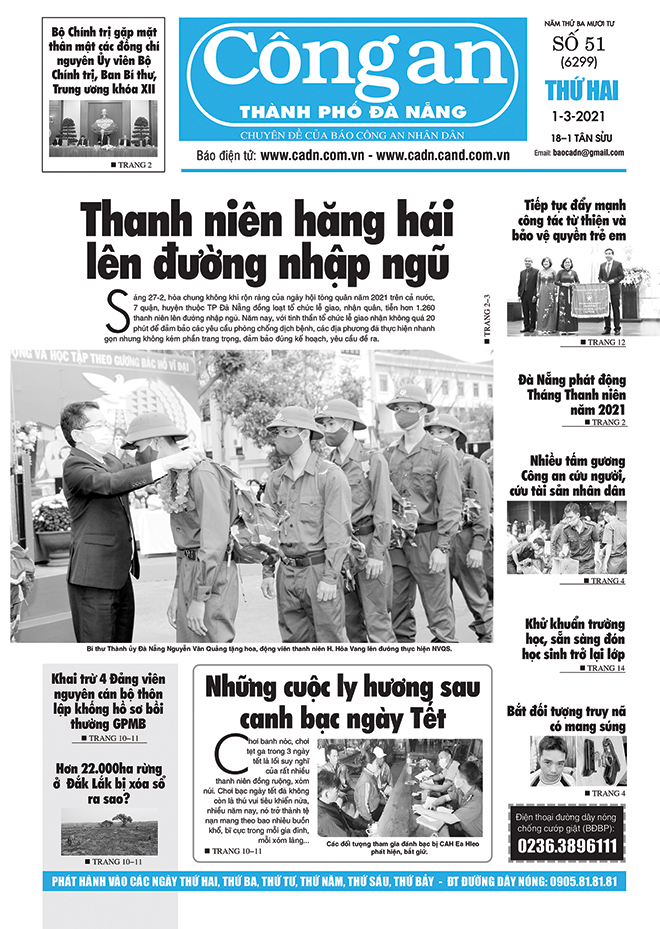 Bộ Chính trị gặp mặt
thân mật các đồng chí
nguyên Ủy viên Bộ
Chính trị, Ban Bí thư,
Trung ương khóa XII
■ TRANG 2
Công an
THÀNH PHỐ ĐÀ NẴNG
CHUYÊN ĐỀ CỦA BÁO CÔNG AN NHÂN DÂN
Báo điện tử: www.cadn.com.vn - www.cadn.cand.com.vn
NĂM THỨ BA MƯƠI TƯ
SỐ 51
(6299)
THỨ HAI
1-3-2021
18-1 TÂN SỬU
Email: baocadn@gmail.com
Thanh niên hăng hái
lên đường nhập ngũ
Sáng 27-2, hòa chung không khí rộn ràng của ngày hội tòng quân năm 2021 trên cả nước,
7 quận, huyện thuộc TP Đà Nẵng đồng loạt tổ chức lễ giao, nhận quân, tiễn hơn 1.260
thanh niên lên đường nhập ngũ. Năm nay, với tinh thần tổ chức lễ giao nhận không quá 20
phút để đảm bảo các yêu cầu phòng chống dịch bệnh, các địa phương đã thực hiện nhanh
gọn nhưng không kém phần trang trọng, đảm bảo đúng kế hoạch, yêu cầu đề ra.
■ TRANG 2-3
ỘNG VÀ HỌC TẬP THEO GƯƠNG BÁC HỒ VĨ ĐẠI
Bí thư Thành ủy Đà Nẵng Nguyễn Văn Quảng tặng hoa, động viên thanh niên H. Hòa Vang lên đường thực hiện NVQS.
Tiếp tục đẩy mạnh
công tác từ thiện và
bảo vệ quyền trẻ em
■ TRANG 12
Đà Nẵng phát động
Tháng Thanh niên
năm 2021
■ TRANG 2
Nhiều tấm gương
Công an cứu người,
cứu tài sản nhân dân
■ TRANG 4
Khử khuẩn trường
học, sẵn sàng đón
học sinh trở lại lớp
■ TRANG 14
Bắt đối tượng truy nã
có mang súng
■ TRANG 4
Điện thoại đường dây nóng
chống cướp giật (BĐBP):
0236.3896111
Khai trừ 4 Đảng viên
nguyên cán bộ thôn
lập khống hồ sơ bồi
thường GPMB
■ TRANG 10-11
Hơn 22.000ha rừng
ở Đắk Lắk bị xóa sổ
ra sao?
■ TRANG 10-11
Những cuộc ly hương sau
canh bạc ngày Tết
Chơi banh nóc, chơi
tẹt ga trong 3 ngày
tết là lối suy nghĩ
của rất nhiều
thanh niên đồng ruộng, xóm
núi. Chơi bạc ngày tết đã không
còn là thú vui tiêu khiển nữa,
nhiều năm nay, nó trở thành tệ
nạn mang theo bao nhiêu buồn
khổ, bĩ cực trong mỗi gia đình,
mỗi xóm làng...
■ TRANG 10-11
Các đối tượng tham gia đánh bạc bị CAH Ea Hleo
phát hiện, bắt giữ.
PHÁT HÀNH VÀO CÁC NGÀY THỨ HAI, THỨ BA, THỨ TƯ, THỨ NĂM, THỨ SÁU, THỨ BẢY - ĐT ĐƯỜNG DÂY NÓNG: 0905.81.81.81